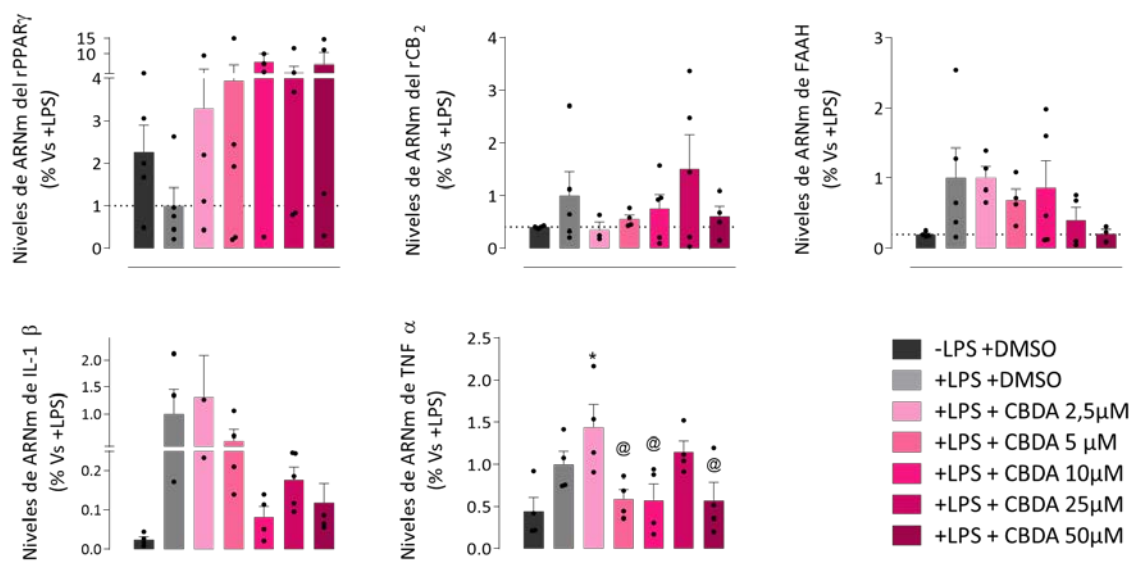 Niveles de ARNm del rPPARγ
(% Vs +LPS)
15
10
5
4
3
2
1
0
Niveles de ARNm del rCB2
(% Vs +LPS)
4
3
2
1
0
Niveles de ARNm de FAAH
(% Vs +LPS)
3
2
1
0
Niveles de ARNm de IL-1 β
(% Vs +LPS)
2.0
1.5
1.0
0.2
0.1
0.0
Niveles de ARNm de TNF α
(% Vs +LPS)
2.5
2.0
1.5
1.0
0.5
0.0
*
@
@
@
-LPS +DMSO
+LPS +DMSO
+LPS + CBDA 2,5µM
+LPS + CBDA 5 µM
+LPS + CBDA 10µM
+LPS + CBDA 25µM
+LPS + CBDA 50µM